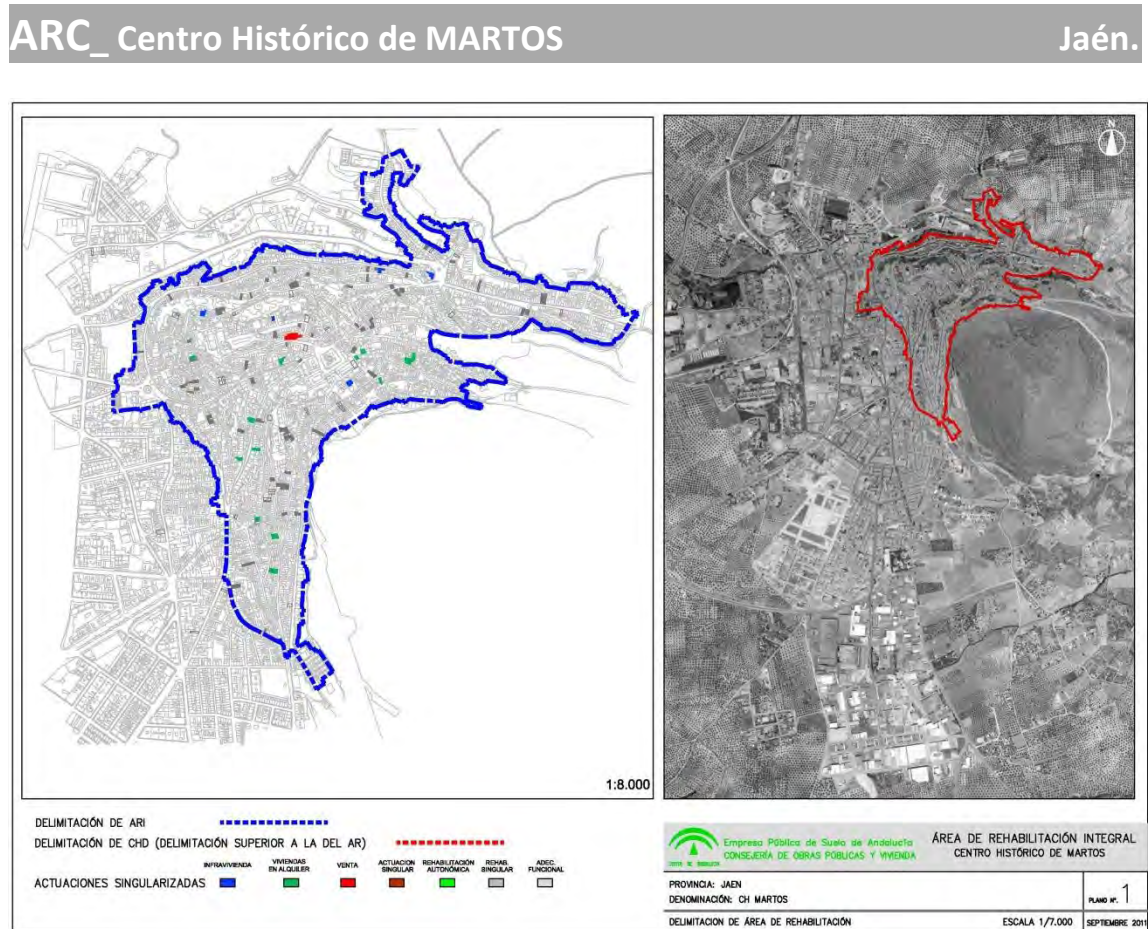 ARC_ Centro Histórico de MARTOS Jaén.
N
1:8.000
DELIMITACIÓN DE ARI
DELIMITACIÓN DE CHD (DELIMITACIÓN SUPERIOR A LA DEL AR)
ACTUACIONES SINGULARIZADAS
INFRAVIVIENDA
VIVIENDAS EN ALQUILER
VENTA
ACTUACION SINGULAR
REHABILITACIÓN AUTONÓMICA
REHAB. SINGULAR
ADEC. FUNCIONAL
Empresa Pública de Suelo de Andalucía
CONSEJERÍA DE OBRAS PÚBLICAS Y VIVIENDA
ÁREA DE REHABILITACIÓN INTEGRAL
CENTRO HISTÓRICO DE MARTOS
PROVINCIA: JAEN
DENOMINACIÓN: CH MARTOS
PLANO Nº. 1
DELIMITACION DE ÁREA DE REHABILITACIÓN
ESCALA 1/7.000
SEPTIEMBRE 2011